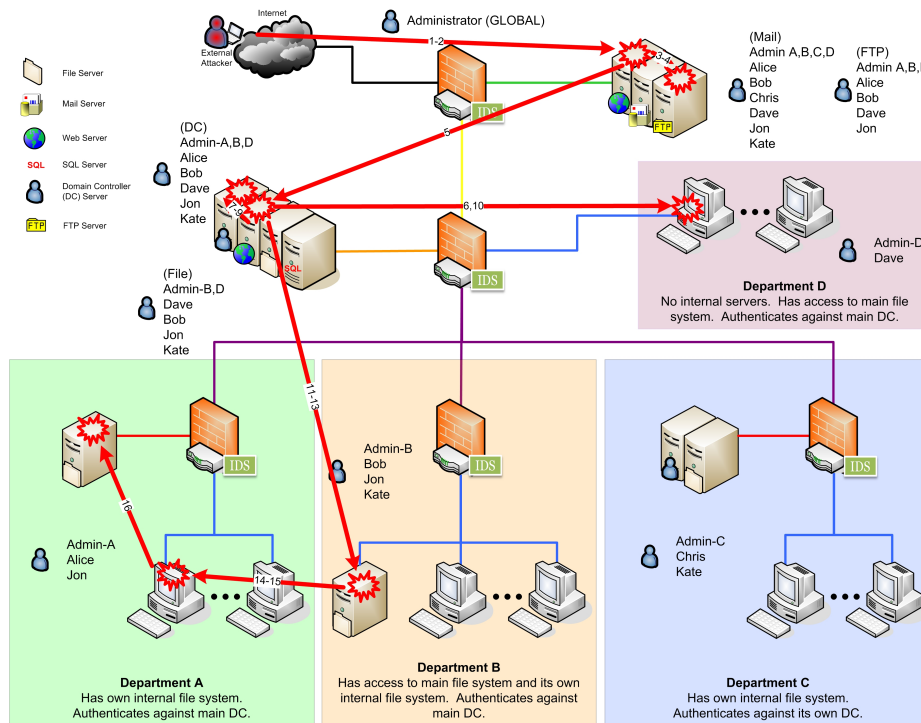 Internet
Administrator (GLOBAL)
External
Attacker
1-2
3-4
(Mail)
Admin A,B,C,D
Alice
Bob
Chris
Dave
Jon
Kate
(FTP)
Alice
Bob
Dave
Jon
File Server
Mail Server
Web Server
SQL
SQL Server
Domain Controller
(DC) Server
FTP
FTP Server
IDS
FTP
5
(DC)
Admin-A,B,D
Alice
Bob
Dave
Jon
Kate
7-9
6,10
SQL
IDS
Admin-D
Dave
Department D
No internal servers. Has access to main file
system. Authenticates against main DC.
(File)
Admin-B,D
Dave
Bob
Jon
Kate
11-13
IDS
IDS
IDS
Admin-B
Bob
Jon
Kate
16
Admin-A
Alice
Jon
Admin-C
Chris
Kate
14-15
Department A
Has own internal file system.
Authenticates against main DC.
Department B
Has access to main file system and its own
internal file system. Authenticates against
main DC.
Department C
Has own internal file system.
Authenticates against its own DC.